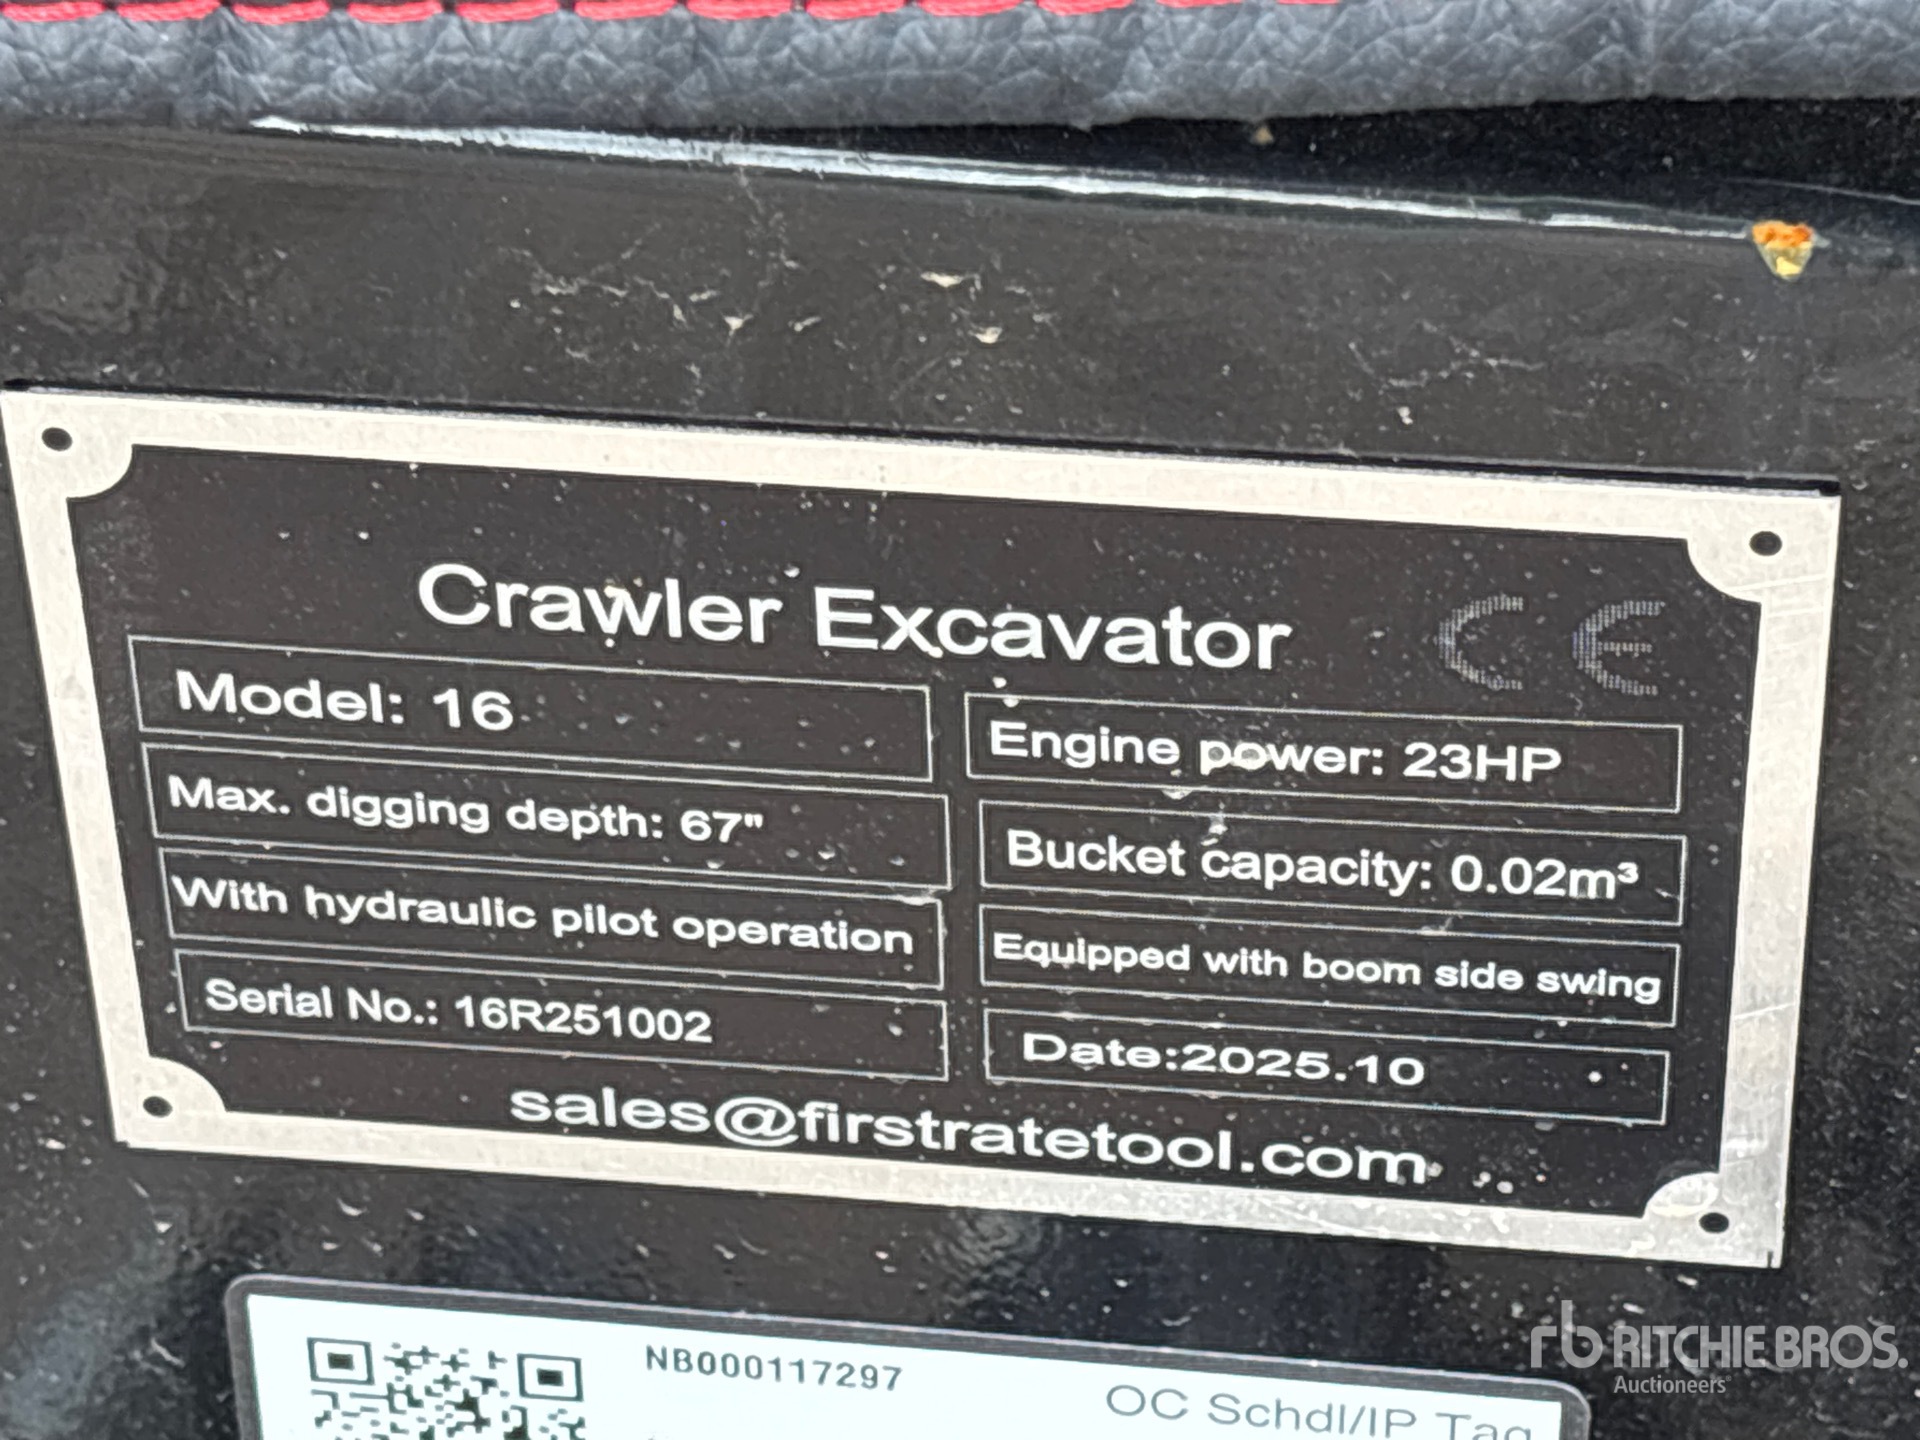 Crawler Excavator CE
Model: 16
Engine power: 23HP
Max. digging depth: 67"
Bucket capacity: 0.02m³
With hydraulic pilot operation
Equipped with boom side swing
Serial No.: 16R251002
Date:2025.10
sales@firstratetool.com
NB000117297
OC Schdl/IP Tag
rb RITCHIE BROS.
Auctioneers